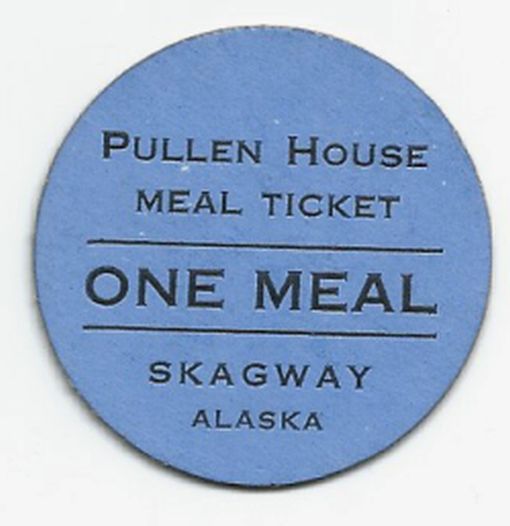 PULLEN HOUSE
MEAL TICKET
ONE MEAL
SKAGWAY
ALASKA